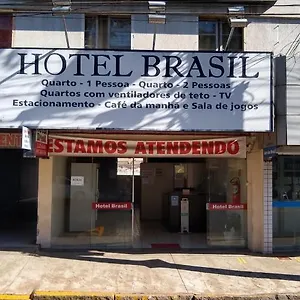 HOTEL BRASIL
Quarto - 1 Pessoa - Quarto - 2 Pessoas
Quartos com ventiladores de teto - TV
Estacionamento - Café da manha e Sala de jogos
ESTAMOS ATENDENDO
Hotel Brasil
Hotel Brasil